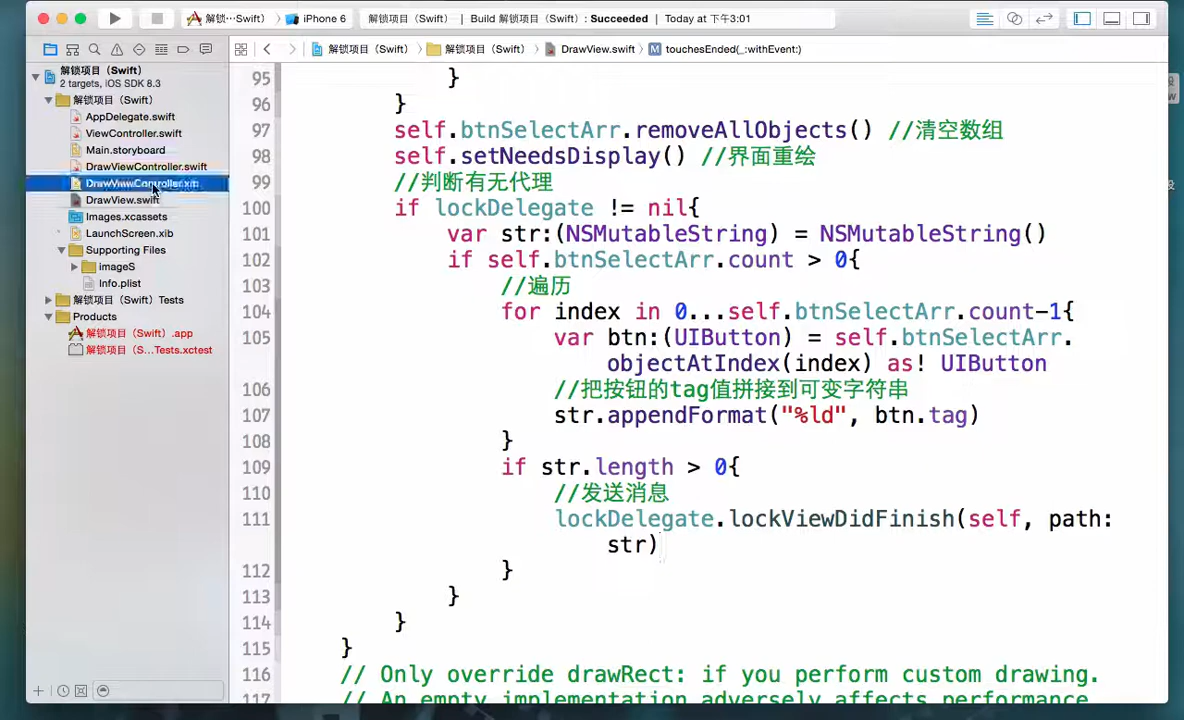 解锁···Swift） iPhone 6 解锁项目（Swift） Build 解锁项目（Swift）: Succeeded Today at 下午3:01
解锁项目（Swift） 解锁项目（Swift） DrawView.swift M touchesEnded(_:withEvent:)
解锁项目（Swift）
2 targets, iOS SDK 8.3
解锁项目（Swift）
AppDelegate.swift
ViewController.swift
Main.storyboard
DrawViewController.swift
DrawViewController.xib
DrawView.swift
Images.xcassets
LaunchScreen.xib
Supporting Files
imageS
Info.plist
解锁项目（Swift）Tests
Products
解锁项目（Swift）.app
解锁项目（S...Tests.xctest
95 }
96 }
97 self.btnSelectArr.removeAllObjects() //清空数组
98 self.setNeedsDisplay() //界面重绘
99 //判断有无代理
100 if lockDelegate != nil{
101 var str:(NSMutableString) = NSMutableString()
102 if self.btnSelectArr.count > 0{
103 //遍历
104 for index in 0...self.btnSelectArr.count-1{
105 var btn:(UIButton) = self.btnSelectArr.
objectAtIndex(index) as! UIButton
106 //把按钮的tag值拼接到可变字符串
107 str.appendFormat("%ld", btn.tag)
108 }
109 if str.length > 0{
110 //发送消息
111 lockDelegate.lockViewDidFinish(self, path:
str)
112 }
113 }
114 }
115 }
116 // Only override drawRect: if you perform custom drawing.
117 // An empty implementation adversely affects performance